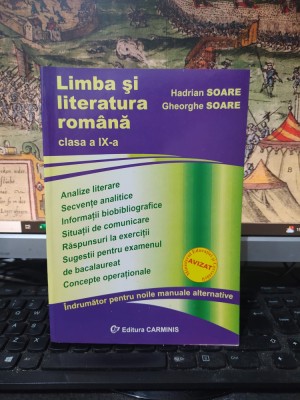 Limba și
literatura
română
clasa a IX-a
Hadrian SOARE
Gheorghe SOARE
Analize literare
Secvențe analitice
Informații biobibliografice
Situații de comunicare
Răspunsuri la exerciții
Sugestii pentru examenul
de bacalaureat
Concepte operaționale
AVIZAT
Îndrumător pentru noile manuale alternative
Editura CARMINIS